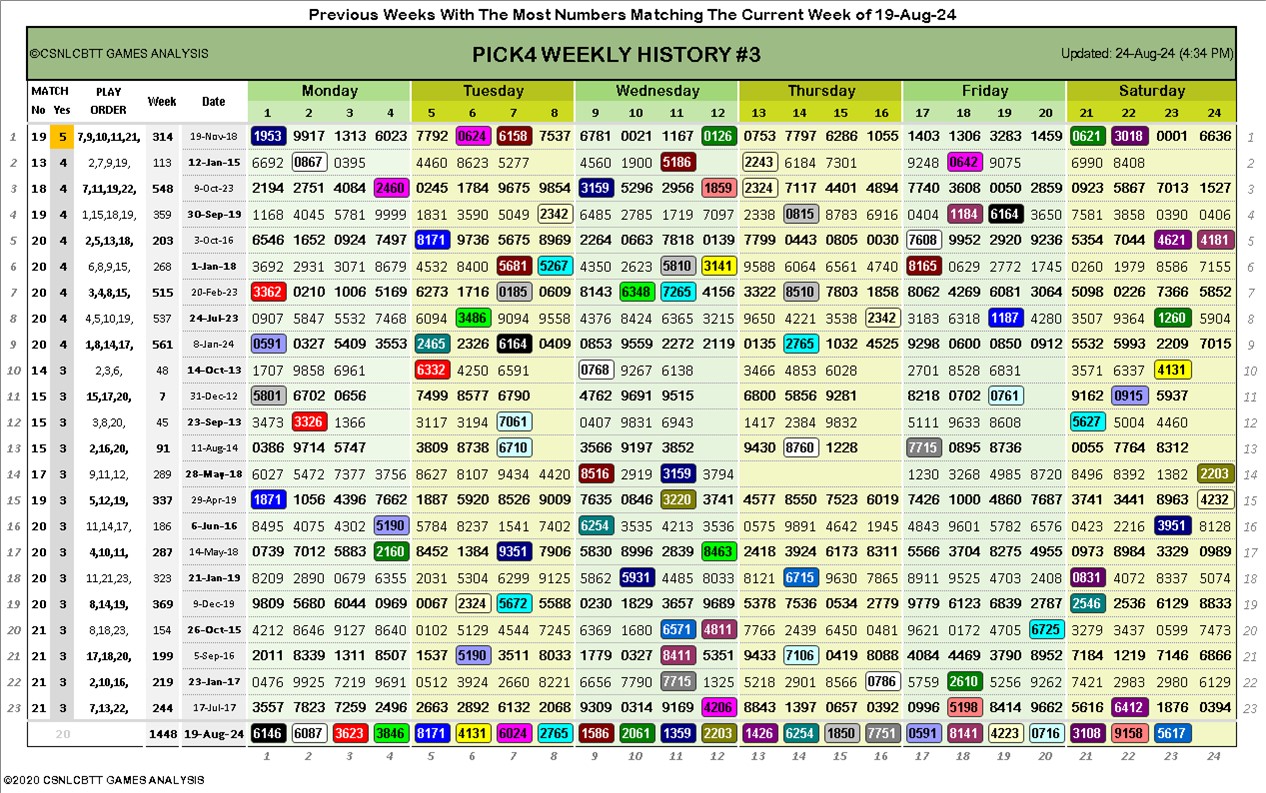 Previous Weeks With The Most Numbers Matching The Current Week of 19-Aug-24
©CSNLCBTT GAMES ANALYSIS PICK4 WEEKLY HISTORY #3 Updated: 24-Aug-24 (4:34 PM)
MATCH PLAY Week Date Monday Tuesday Wednesday Thursday Friday Saturday
No Yes ORDER 1 2 3 4 5 6 7 8 9 10 11 12 13 14 15 16 17 18 19 20 21 22 23 24
1 19 5 7,9,10,11,21, 314 19-Nov-18 1953 9917 1313 6023 7792 0624 6158 7537 6781 0021 1167 0126 0753 7797 6286 1055 1403 1306 3283 1459 0621 3018 0001 6636 1
2 13 4 2,7,9,19, 113 12-Jan-15 6692 0867 0395 4460 8623 5277 4560 1900 5186 2243 6184 7301 9248 0642 9075 6990 8408 2
3 18 4 7,11,19,22, 548 9-Oct-23 2194 2751 4084 2460 0245 1784 9675 9854 3159 5296 2956 1859 2324 7117 4401 4894 7740 3608 0050 2859 0923 5867 7013 1527 3
4 19 4 1,15,18,19, 359 30-Sep-19 1168 4045 5781 9999 1831 3590 5049 2342 6485 2785 1719 7097 2338 0815 8783 6916 0404 1184 6164 3650 7581 3858 0390 0406 4
5 20 4 2,5,13,18, 203 3-Oct-16 6546 1652 0924 7497 8171 9736 5675 8969 2264 0663 7818 0139 7799 0443 0805 0030 7608 9952 2920 9236 5354 7044 4621 4181 5
6 20 4 6,8,9,15, 268 1-Jan-18 3692 2931 3071 8679 4532 8400 5681 5267 4350 2623 5810 3141 9588 6064 6561 4740 8165 0629 2772 1745 0260 1979 8586 7155 6
7 20 4 3,4,8,15, 515 20-Feb-23 3362 0210 1006 5169 6273 1716 0185 0609 8143 6348 7265 4156 3322 8510 7803 1858 8062 4269 6081 3064 5098 0226 7366 5852 7
8 20 4 4,5,10,19, 537 24-Jul-23 0907 5847 5532 7468 6094 3486 9094 9558 4376 8424 6365 3215 9650 4221 3538 2342 3183 6318 1187 4280 3507 9364 1260 5904 8
9 20 4 1,8,14,17, 561 8-Jan-24 0591 0327 5409 3553 2465 2326 6164 0409 0853 9559 2272 2119 0135 2765 1032 4525 9298 0600 0850 0912 5532 5993 2209 7015 9
10 14 3 2,3,6, 48 14-Oct-13 1707 9858 6961 6332 4250 6591 0768 9267 6138 3466 4853 6028 2701 8528 6831 3571 6337 4131 10
11 15 3 15,17,20, 7 31-Dec-12 5801 6702 0656 7499 8577 6790 4762 9691 9515 6800 5856 9281 8218 0702 0761 9162 0915 5937 11
12 15 3 3,8,20, 45 23-Sep-13 3473 3326 1366 3117 3194 7061 0407 9831 6943 1417 2384 9832 5111 9633 8608 5627 5004 4460 12
13 15 3 2,16,20, 91 11-Aug-14 0386 9714 5747 3809 8738 6710 3566 9197 3852 9430 8760 1228 7715 0895 8736 0055 7764 8312 13
14 17 3 9,11,12, 289 28-May-18 6027 5472 7377 3756 8627 8107 9434 4420 8516 2919 3159 3794 1230 3268 4985 8720 8496 8392 1382 2203 14
15 19 3 5,12,19, 337 29-Apr-19 1871 1056 4396 7662 1887 5920 8526 9009 7635 0846 3220 3741 4577 8550 7523 6019 7426 1000 4860 7687 3741 3441 8963 4232 15
16 20 3 11,14,17, 186 6-Jun-16 8495 4075 4302 5190 5784 8237 1541 7402 6254 3535 4213 3536 0575 9891 4642 1945 4843 9601 5782 6576 0423 2216 3951 8128 16
17 20 3 4,10,11, 287 14-May-18 0739 7012 5883 2160 8452 1384 9351 7906 5830 8996 2839 8463 2418 3924 6173 8311 5566 3704 8275 4955 0973 8984 3329 0989 17
18 20 3 11,21,23, 323 21-Jan-19 8209 2890 0679 6355 2031 5304 6299 9125 5862 5931 4485 8033 8121 6715 9630 7865 8911 9525 4703 2408 0831 4072 8337 5074 18
19 20 3 8,14,19, 369 9-Dec-19 9809 5680 6044 0969 0067 2324 5672 5588 0230 1829 3657 9689 5378 7536 0534 2779 9779 6123 6839 2787 2546 2536 6129 8833 19
20 21 3 8,18,23, 154 26-Oct-15 4212 8646 9127 8640 0102 5129 4544 7245 6369 1680 6571 4811 7766 2439 6450 0481 9621 0172 4705 6725 3279 3437 0599 7473 20
21 21 3 17,18,20, 199 5-Sep-16 2011 8339 1311 8507 1537 5190 3511 8033 1779 0327 8411 5351 9433 7106 0419 8088 4084 4469 3790 8952 7184 1219 7146 6866 21
22 21 3 2,10,16, 219 23-Jan-17 0476 9925 7219 9691 0512 3924 2660 8221 6656 7790 7715 1325 5218 2901 8566 0786 5759 2610 5256 9262 7421 2983 2980 6129 22
23 21 3 7,13,22, 244 17-Jul-17 3557 7823 7259 2496 2663 2892 6132 2068 9309 0314 9169 4206 8843 1397 0657 0392 0996 5198 8414 9662 5616 6412 1876 0394 23
20 1448 19-Aug-24 6146 6087 3623 3846 8171 4131 6024 2765 1586 2061 1359 2203 1426 6254 1850 7751 0591 8141 4223 0716 3108 9158 5617
1 2 3 4 5 6 7 8 9 10 11 12 13 14 15 16 17 18 19 20 21 22 23 24
©2020 CSNLCBTT GAMES ANALYSIS